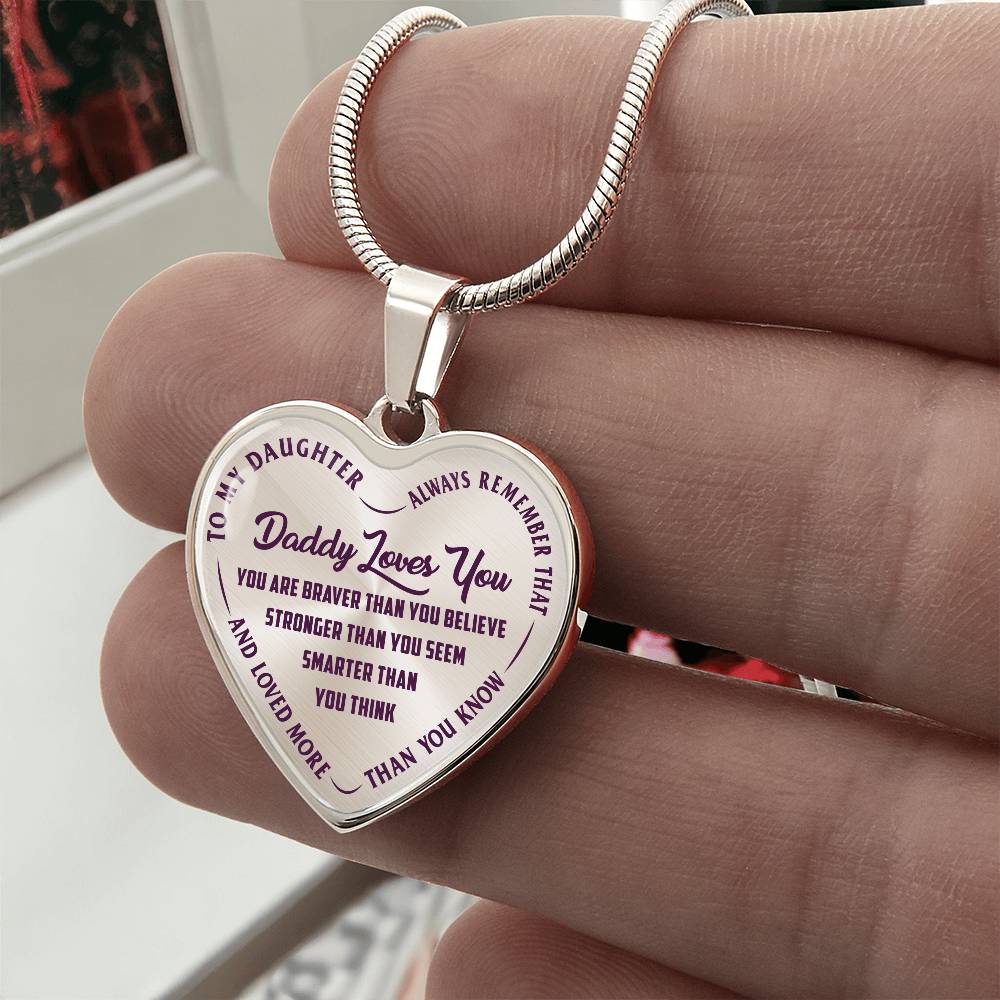 TO MY DAUGHTER
ALWAYS REMEMBER THAT
Daddy Loves You
YOU ARE BRAVER THAN YOU BELIEVE
STRONGER THAN YOU SEEM
SMARTER THAN
YOU THINK
AND LOVED MORE
THAN YOU KNOW